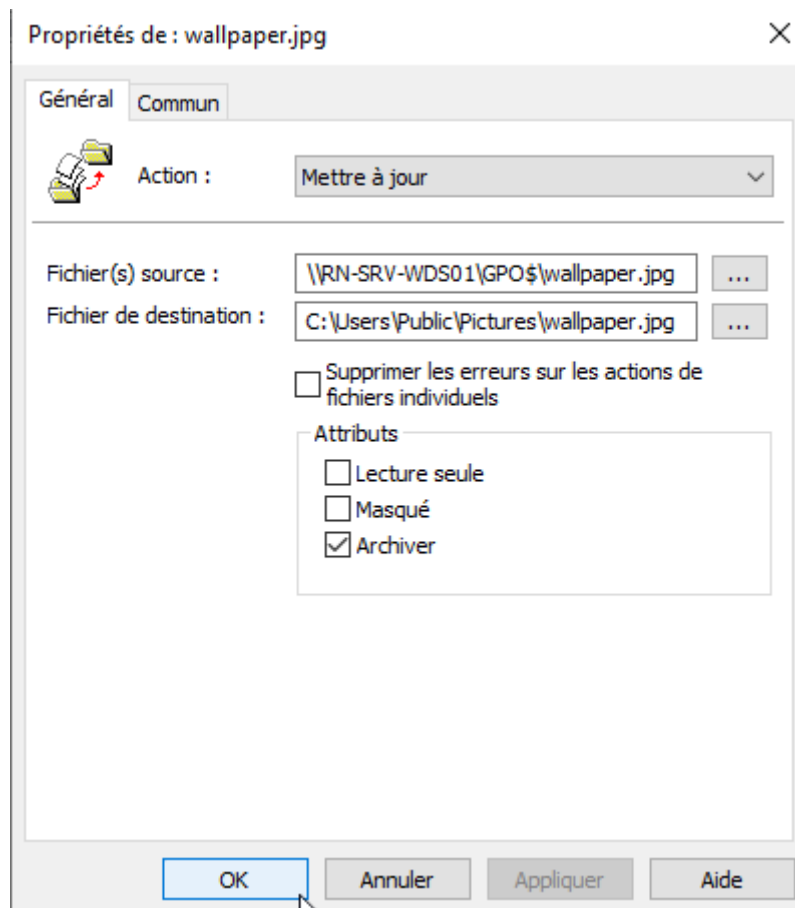 Propriétés de : wallpaper.jpg
Général
Commun
Action :
Mettre à jour
Fichier(s) source :
\\RN-SRV-WDS01\GPO$\wallpaper.jpg
...
Fichier de destination :
C:\Users\Public\Pictures\wallpaper.jpg
...
Supprimer les erreurs sur les actions de
fichiers individuels
Attributs
Lecture seule
Masqué
Archiver
OK
Annuler
Appliquer
Aide